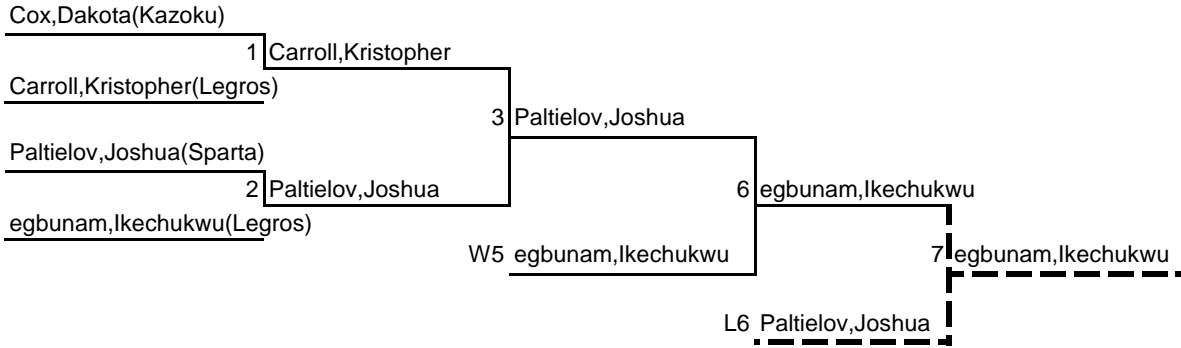 Cox,Dakota(Kazoku)
1 Carroll,Kristopher
Carroll,Kristopher(Legros)
3 Paltielov,Joshua
Paltielov,Joshua(Sparta)
2 Paltielov,Joshua
6 egbunam,Ikechukwu
egbunam,Ikechukwu(Legros)
W5 egbunam,Ikechukwu
7 egbunam,Ikechukwu
L6 Paltielov,Joshua